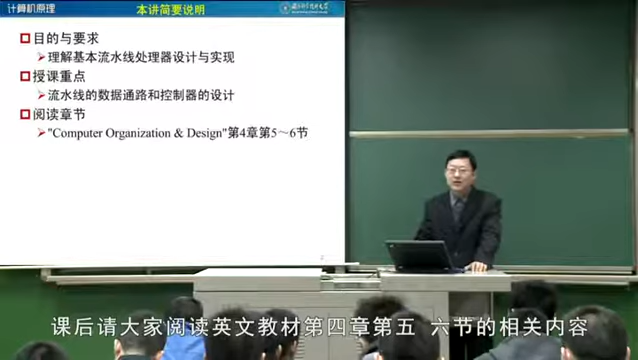 计算机原理
本讲简要说明
目的与要求
理解基本流水线处理器设计与实现
授课重点
流水线的数据通路和控制器的设计
阅读章节
"Computer Organization & Design"第4章第5～6节
2
课后请大家阅读英文教材第四章第五 六节的相关内容